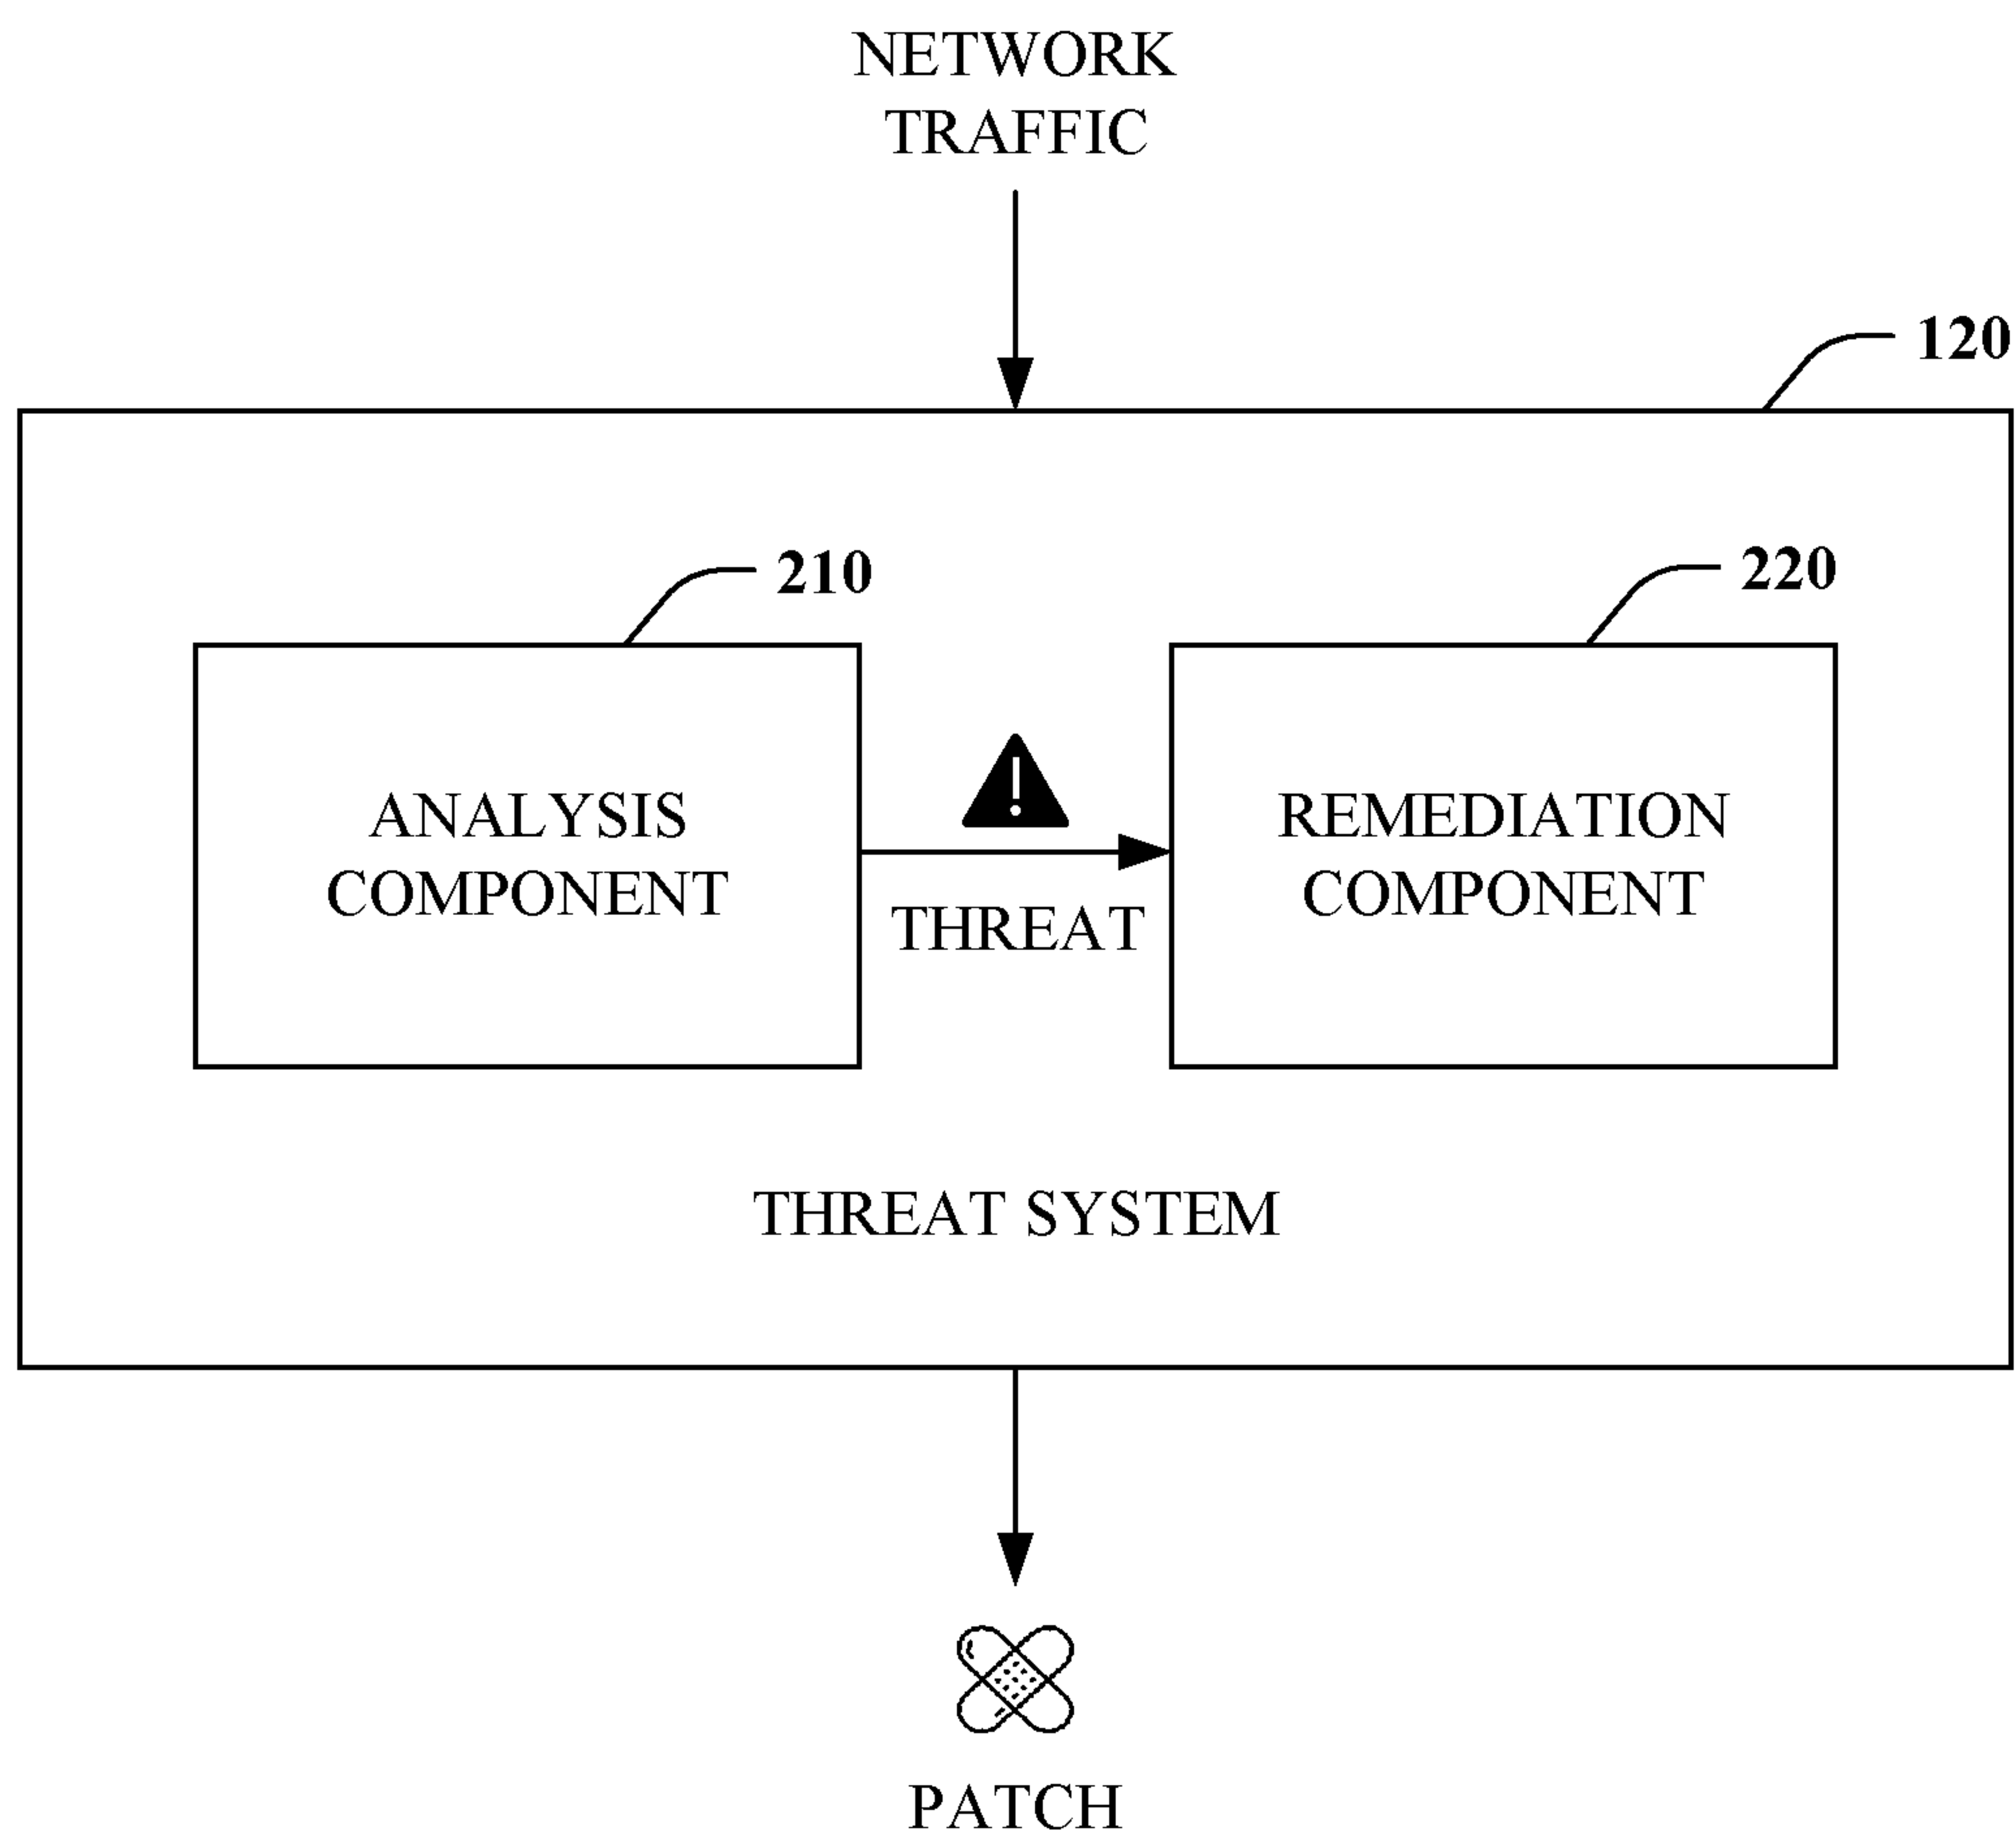 NETWORK
TRAFFIC
120
210
220
ANALYSIS
COMPONENT
THREAT
REMEDIATION
COMPONENT
THREAT SYSTEM
PATCH